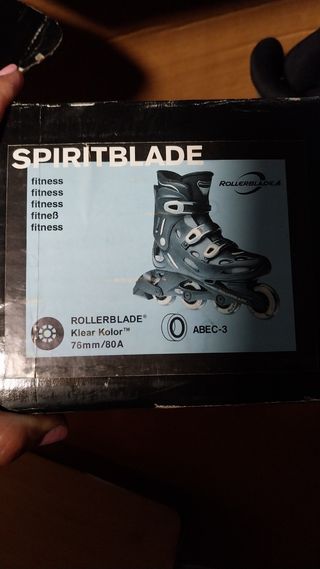 SPIRITBLADE
fitness
fitness
fitness
fitneß
fitness
ROLLERBLADE
ROLLERBLADE®
Klear Kolor™
76mm/80A
ABEC-3